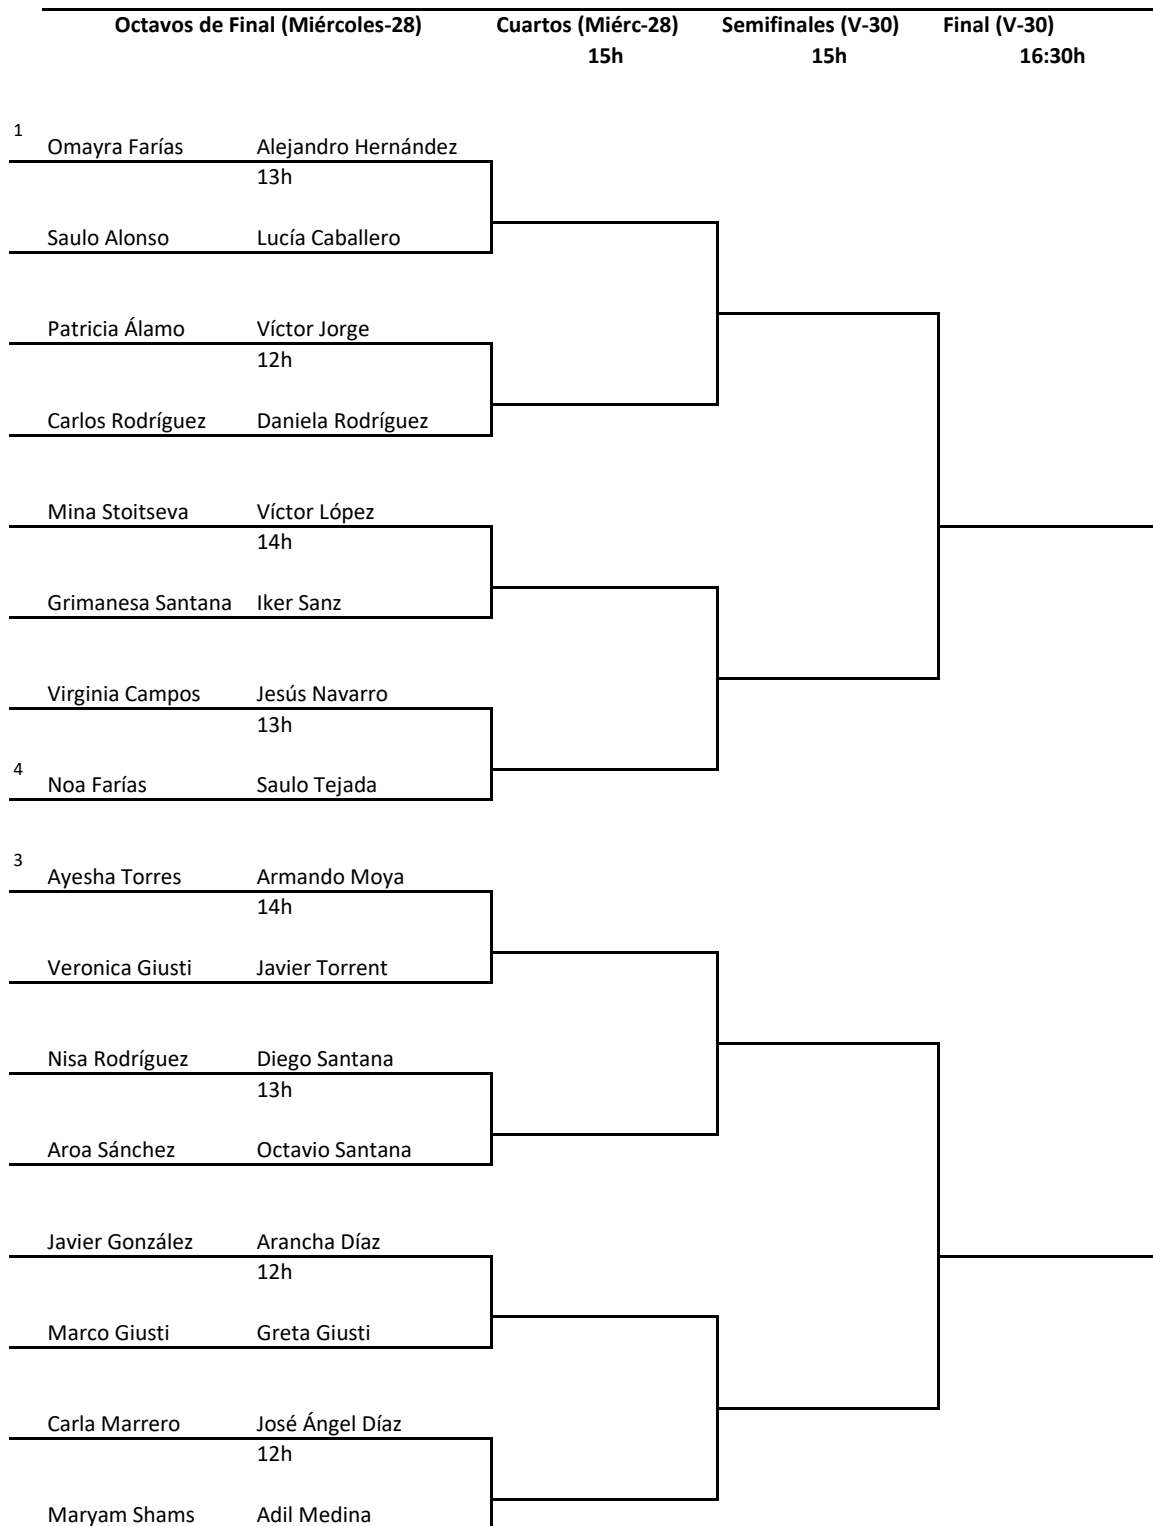 Octavos de Final (Miércoles-28) Cuartos (Miérc-28) Semifinales (V-30) Final (V-30)
15h 15h 16:30h
1
Omayra Farías Alejandro Hernández
13h
Saulo Alonso Lucía Caballero
Patricia Álamo Víctor Jorge
12h
Carlos Rodríguez Daniela Rodríguez
Mina Stoitseva Víctor López
14h
Grimanesa Santana Iker Sanz
Virginia Campos Jesús Navarro
13h
4
Noa Farías Saulo Tejada
3
Ayesha Torres Armando Moya
14h
Veronica Giusti Javier Torrent
Nisa Rodríguez Diego Santana
13h
Aroa Sánchez Octavio Santana
Javier González Arancha Díaz
12h
Marco Giusti Greta Giusti
Carla Marrero José Ángel Díaz
12h
Maryam Shams Adil Medina